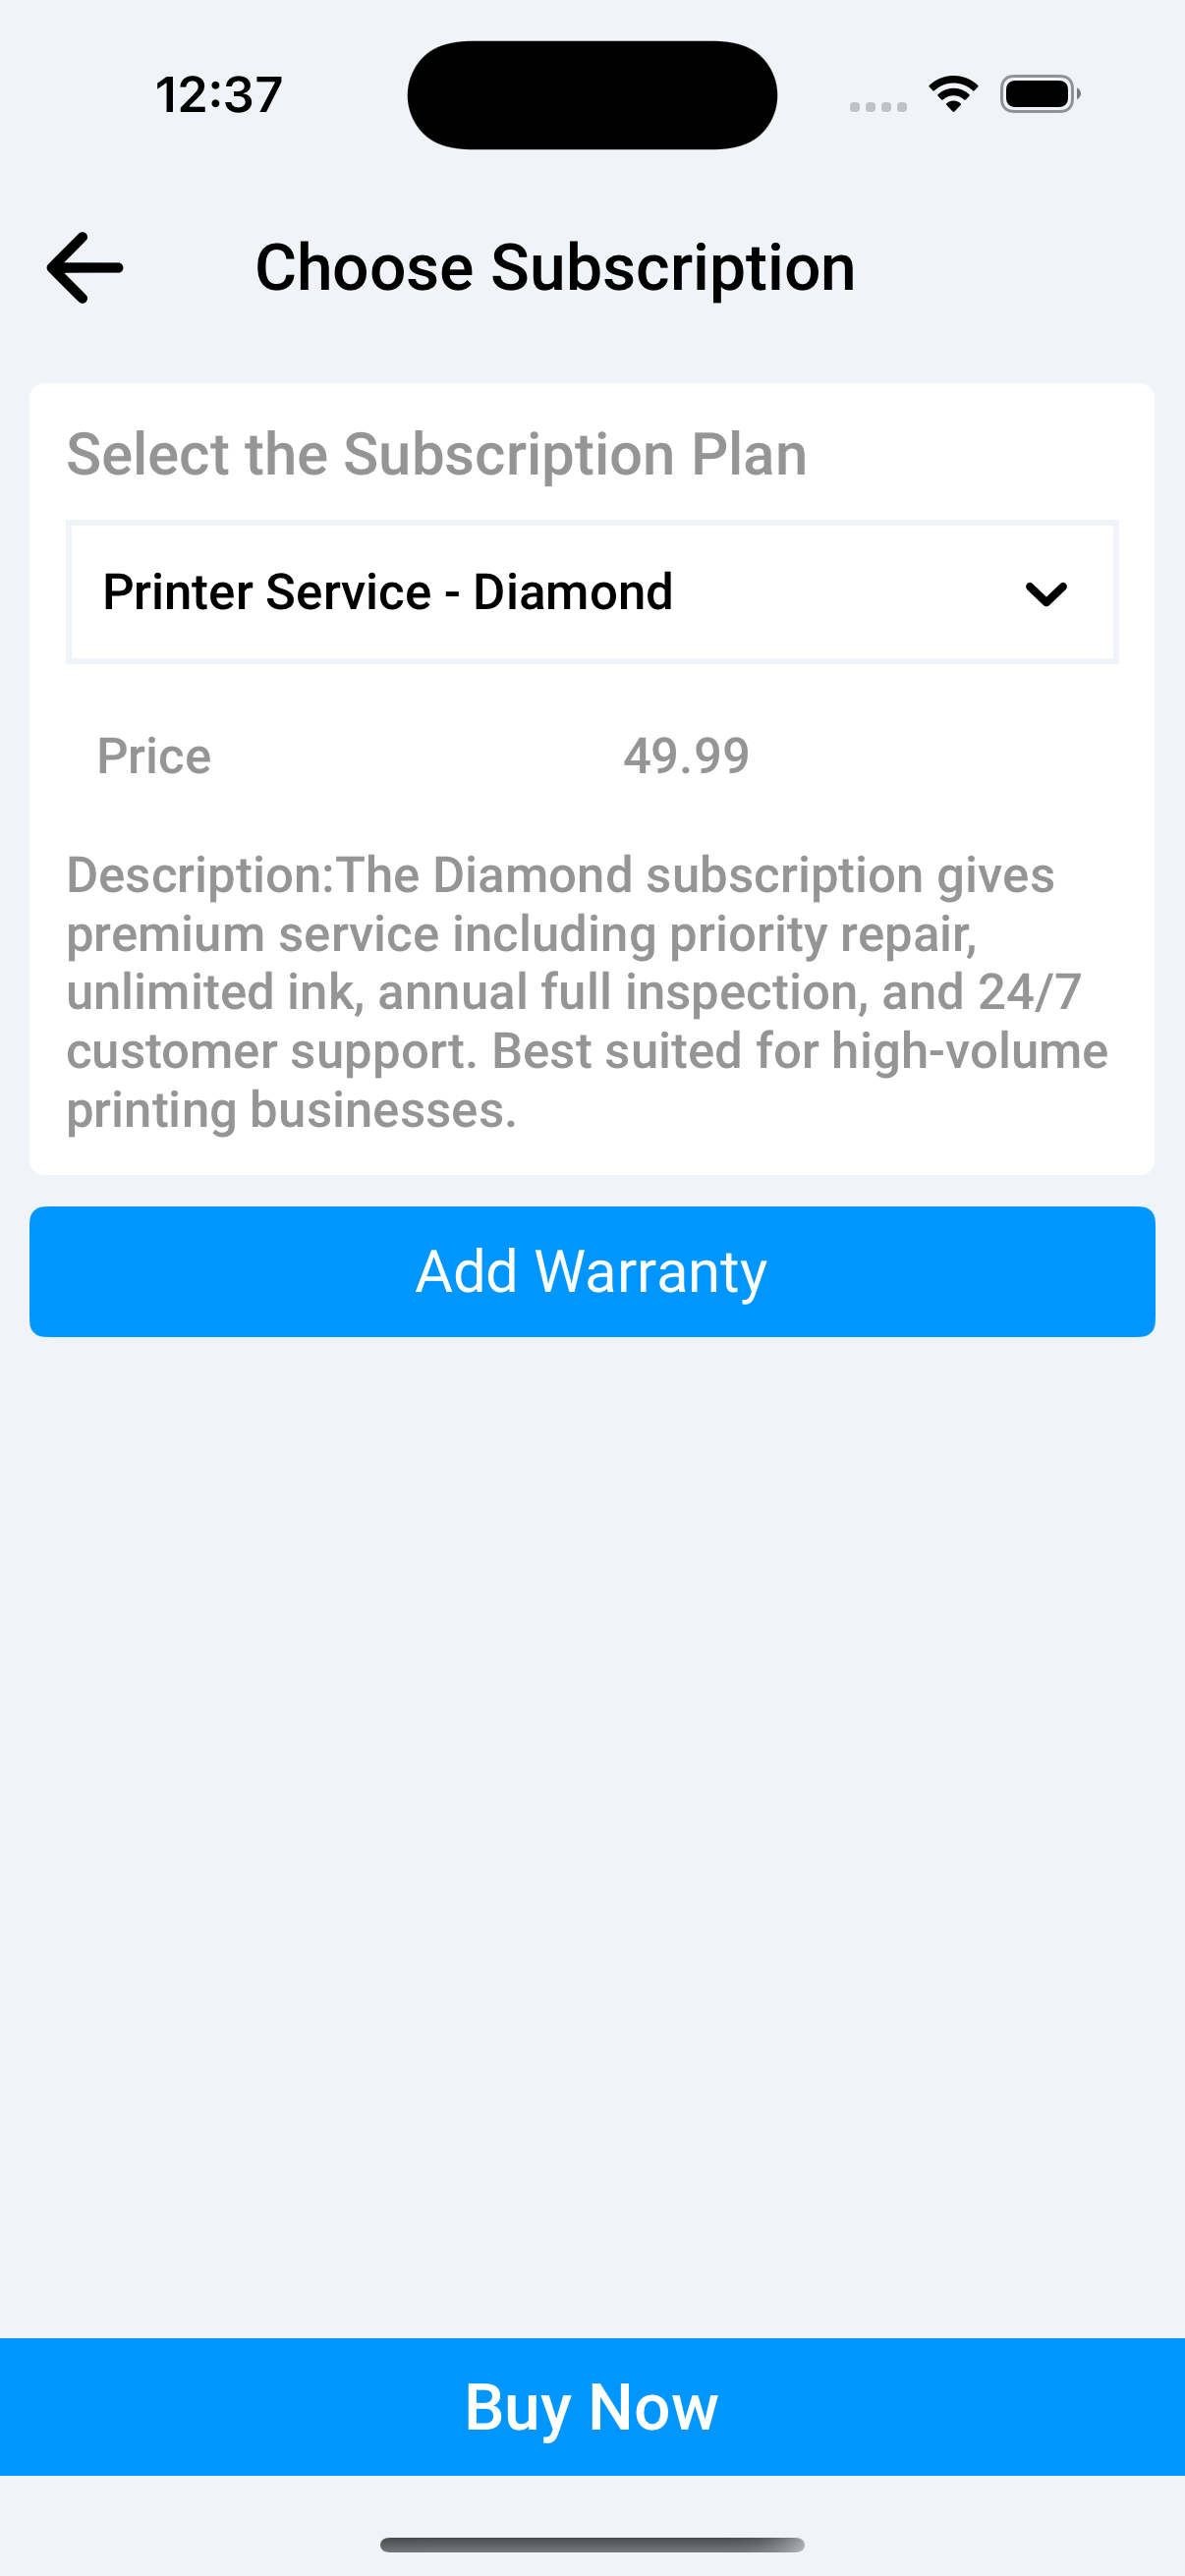 12:37
Choose Subscription
Select the Subscription Plan
Printer Service - Diamond
Price 49.99
Description:The Diamond subscription gives
premium service including priority repair,
unlimited ink, annual full inspection, and 24/7
customer support. Best suited for high-volume
printing businesses.
Add Warranty
Buy Now